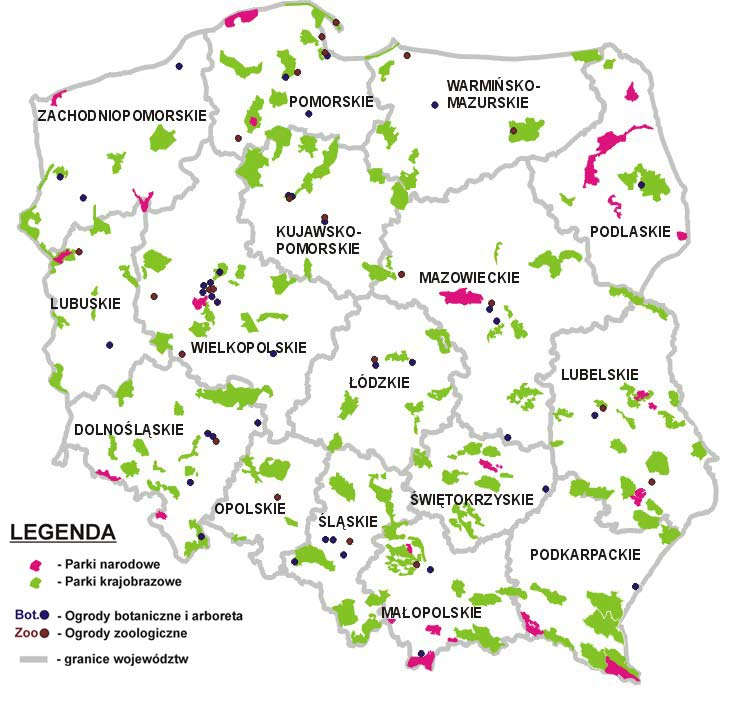 WARMIŃSKO-
MAZURSKIE
POMORSKIE
ZACHODNIOPOMORSKIE
KUJAWSKO-
POMORSKIE
PODLASKIE
MAZOWIECKIE
LUBUSKIE
WIELKOPOLSKIE
ŁÓDZKIE
LUBELSKIE
DOLNOŚLĄSKIE
OPOLSKIE
ŚLĄSKIE
ŚWIĘTOKRZYSKIE
PODKARPACKIE
MAŁOPOLSKIE
LEGENDA
- Parki narodowe
- Parki krajobrazowe
Bot. - Ogrody botaniczne i arboreta
Zoo - Ogrody zoologiczne
- granice województw